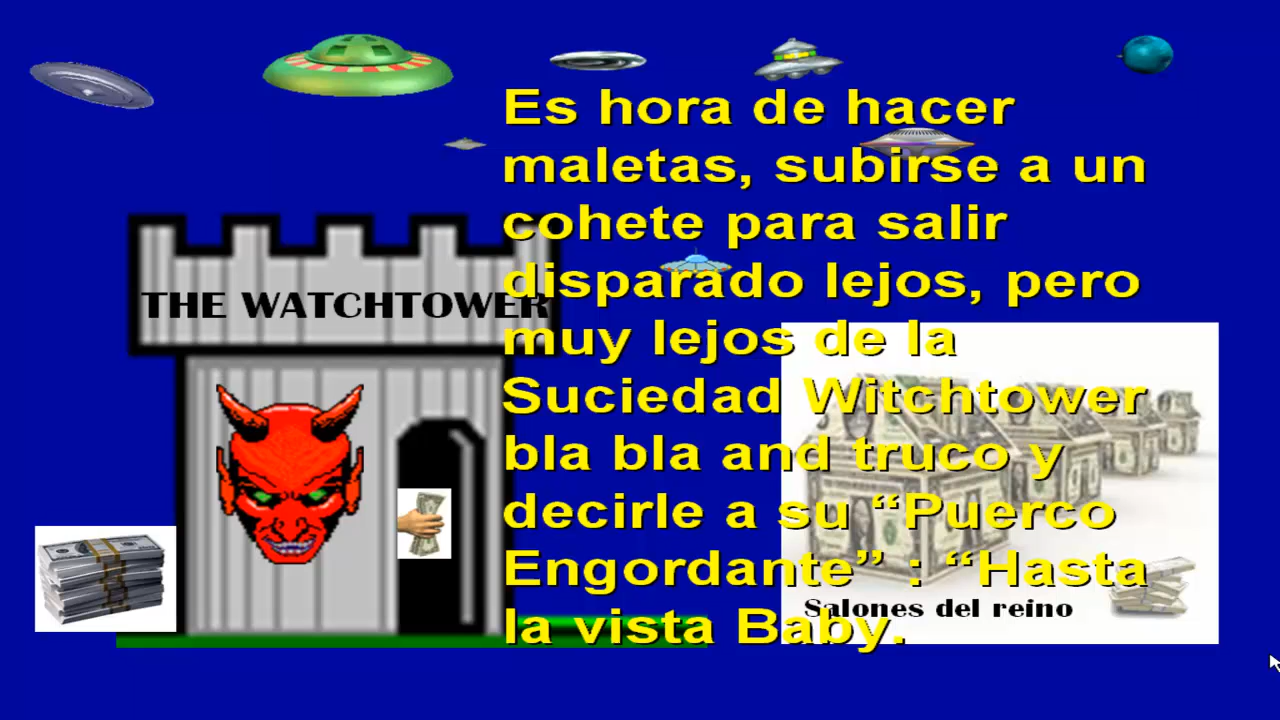 Es hora de hacer
maletas, subirse a un
cohete para salir
disparado lejos, pero
muy lejos de la
Suciedad Witchtower
bla bla and truco y
decirle a su “Puerco
Engordante” : “Hasta
la vista Baby.
THE WATCHTOWER
Salones del reino